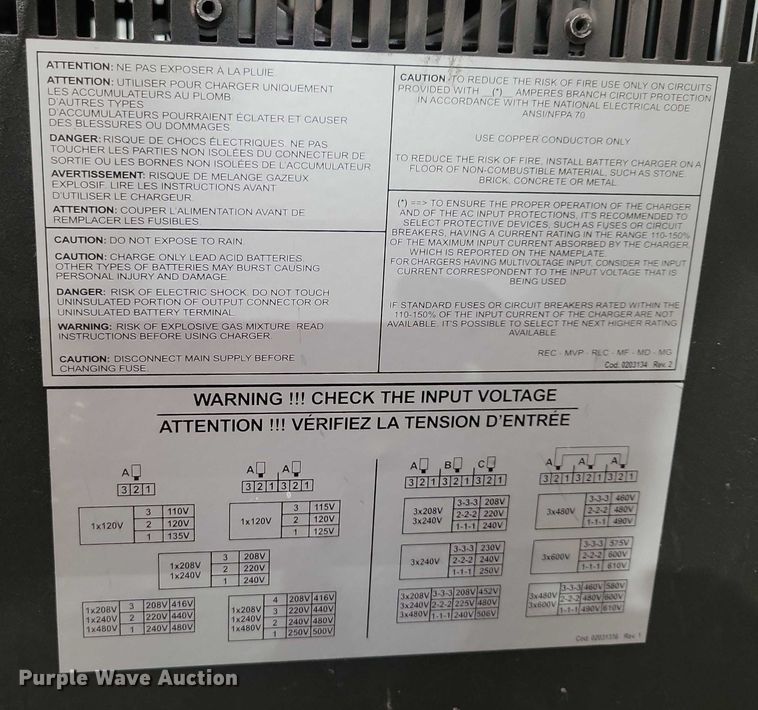 ATTENTION: NE PAS EXPOSER À LA PLUIE.
ATTENTION: UTILISER POUR CHARGER UNIQUEMENT
LES ACCUMULATEURS AU PLOMB.
D'AUTRES TYPES
D'ACCUMULATEURS POURRAIENT ÉCLATER ET CAUSER
DES BLESSURES OU DOMMAGES
DANGER: RISQUE DE CHOCS ÉLECTRIQUES. NE PAS
TOUCHER LES PARTIES NON ISOLÉES DU CONNECTEUR DE
SORTIE OU LES BORNES NON ISOLÉES DE L'ACCUMULATEUR
AVERTISSEMENT: RISQUE DE MELANGE GAZEUX
EXPLOSIF. LIRE LES INSTRUCTIONS AVANT
D'UTILISER LE CHARGEUR.
ATTENTION: COUPER L'ALIMENTATION AVANT DE
REMPLACER LES FUSIBLES.
CAUTION: DO NOT EXPOSE TO RAIN.
CAUTION: CHARGE ONLY LEAD ACID BATTERIES
OTHER TYPES OF BATTERIES MAY BURST CAUSING
PERSONAL INJURY AND DAMAGE.
DANGER: RISK OF ELECTRIC SHOCK. DO NOT TOUCH
UNINSULATED PORTION OF OUTPUT CONNECTOR OR
UNINSULATED BATTERY TERMINAL.
WARNING: RISK OF EXPLOSIVE GAS MIXTURE. READ
INSTRUCTIONS BEFORE USING CHARGER.
CAUTION: DISCONNECT MAIN SUPPLY BEFORE
CHANGING FUSE.
CAUTION: TO REDUCE THE RISK OF FIRE USE ONLY ON CIRCUITS
PROVIDED WITH __(*)__ AMPERES BRANCH CIRCUIT PROTECTION
IN ACCORDANCE WITH THE NATIONAL ELECTRICAL CODE
ANSI/NFPA 70
USE COPPER CONDUCTOR ONLY
TO REDUCE THE RISK OF FIRE, INSTALL BATTERY CHARGER ON A
FLOOR OF NON-COMBUSTIBLE MATERIAL, SUCH AS STONE
BRICK, CONCRETE OR METAL.
(*) ==> TO ENSURE THE PROPER OPERATION OF THE CHARGER
AND OF THE AC INPUT PROTECTIONS, IT'S RECOMMENDED TO
SELECT PROTECTIVE DEVICES, SUCH AS FUSES OR CIRCUIT
BREAKERS, HAVING A CURRENT RATING IN THE RANGE 110-150%
OF THE MAXIMUM INPUT CURRENT ABSORBED BY THE CHARGER,
WHICH IS REPORTED ON THE NAMEPLATE.
FOR CHARGERS HAVING MULTIVOLTAGE INPUT, CONSIDER THE INPUT
CURRENT CORRESPONDENT TO THE INPUT VOLTAGE THAT IS
BEING USED
IF STANDARD FUSES OR CIRCUIT BREAKERS RATED WITHIN THE
110-150% OF THE INPUT CURRENT OF THE CHARGER ARE NOT
AVAILABLE, IT'S POSSIBLE TO SELECT THE NEXT HIGHER RATING
AVAILABLE.
REC - MVP - RLC - MF - MD - MG
Cod. 0203134 Rev. 2
WARNING !!! CHECK THE INPUT VOLTAGE
ATTENTION !!! VÉRIFIEZ LA TENSION D'ENTRÉE
A
3 2 1
1x120V
3 110V
2 120V
1 135V
A A
3 2 1 3 2 1
1x120V
3 115V
2 120V
1 125V
1x208V
1x240V
3 208V
2 220V
1 240V
1x208V
1x240V
1x480V
3 208V 416V
2 220V 440V
1 240V 480V
1x208V
1x240V
1x480V
4 208V 416V
3 220V 440V
2 240V 480V
1 250V 500V
A B C
3 2 1 3 2 1 3 2 1
3x208V
3x240V
3-3-3 208V
2-2-2 220V
1-1-1 240V
3x240V
3-3-3 230V
2-2-2 240V
1-1-1 250V
3x208V
3x240V
3x480V
3-3-3 208V 452V
2-2-2 225V 480V
1-1-1 240V 506V
A A A
3 2 1 3 2 1 3 2 1
3x480V
3-3-3 460V
2-2-2 480V
1-1-1 490V
3x600V
3-3-3 575V
2-2-2 600V
1-1-1 610V
3x480V
3x600V
3-3-3 460V 580V
2-2-2 480V 600V
1-1-1 490V 610V
Rev. 1
Purple Wave Auction